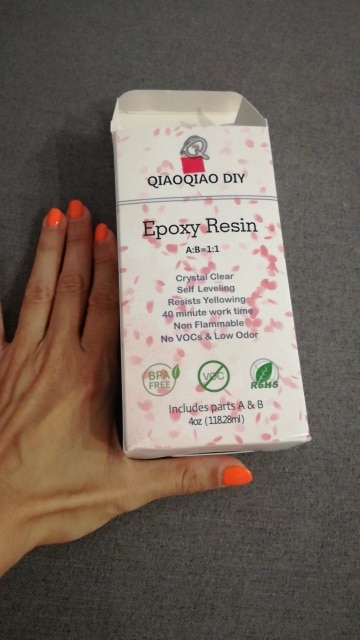 QIAOQIAO DIY
Epoxy Resin
A:B=1:1
Crystal Clear
Self Leveling
Resists Yellowing
40 minute work time
Non Flammable
No VOCs & Low Odor
BPA
FREE
VOC
RoHS
Includes parts A & B
4oz (118.28ml)